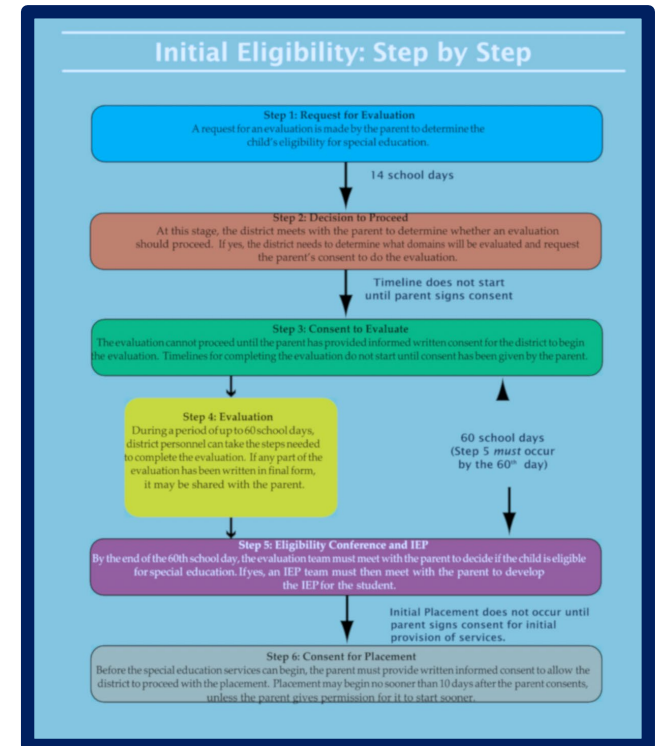 Initial Eligibility: Step by Step
Step 1: Request for Evaluation
A request for an evaluation is made by the parent to determine the
child's eligibility for special education.
14 school days
Step 2: Decision to Proceed
At this stage, the district meets with the parent to determine whether an evaluation
should proceed. If yes, the district needs to determine what domains will be evaluated and request
the parent's consent to do the evaluation.
Timeline does not start
until parent signs consent
Step 3: Consent to Evaluate
The evaluation cannot proceed until the parent has provided informed written consent for the district to begin
the evaluation. Timelines for completing the evaluation do not start until consent has been given by the parent.
Step 4: Evaluation
During a period of up to 60 school days,
district personnel can take the steps needed
to complete the evaluation. If any part of the
evaluation has been written in final form,
it may be shared with the parent.
60 school days
(Step 5 must occur
by the 60th day)
Step 5: Eligibility Conference and IEP
By the end of the 60th school day, the evaluation team must meet with the parent to decide if the child is eligible
for special education. If yes, an IEP team must then meet with the parent to develop
the IEP for the student.
Initial Placement does not occur until
parent signs consent for initial
provision of services.
Step 6: Consent for Placement
Before the special education services can begin, the parent must provide written informed consent to allow the
district to proceed with the placement. Placement may begin no sooner than 10 days after the parent consents,
unless the parent gives permission for it to start sooner.